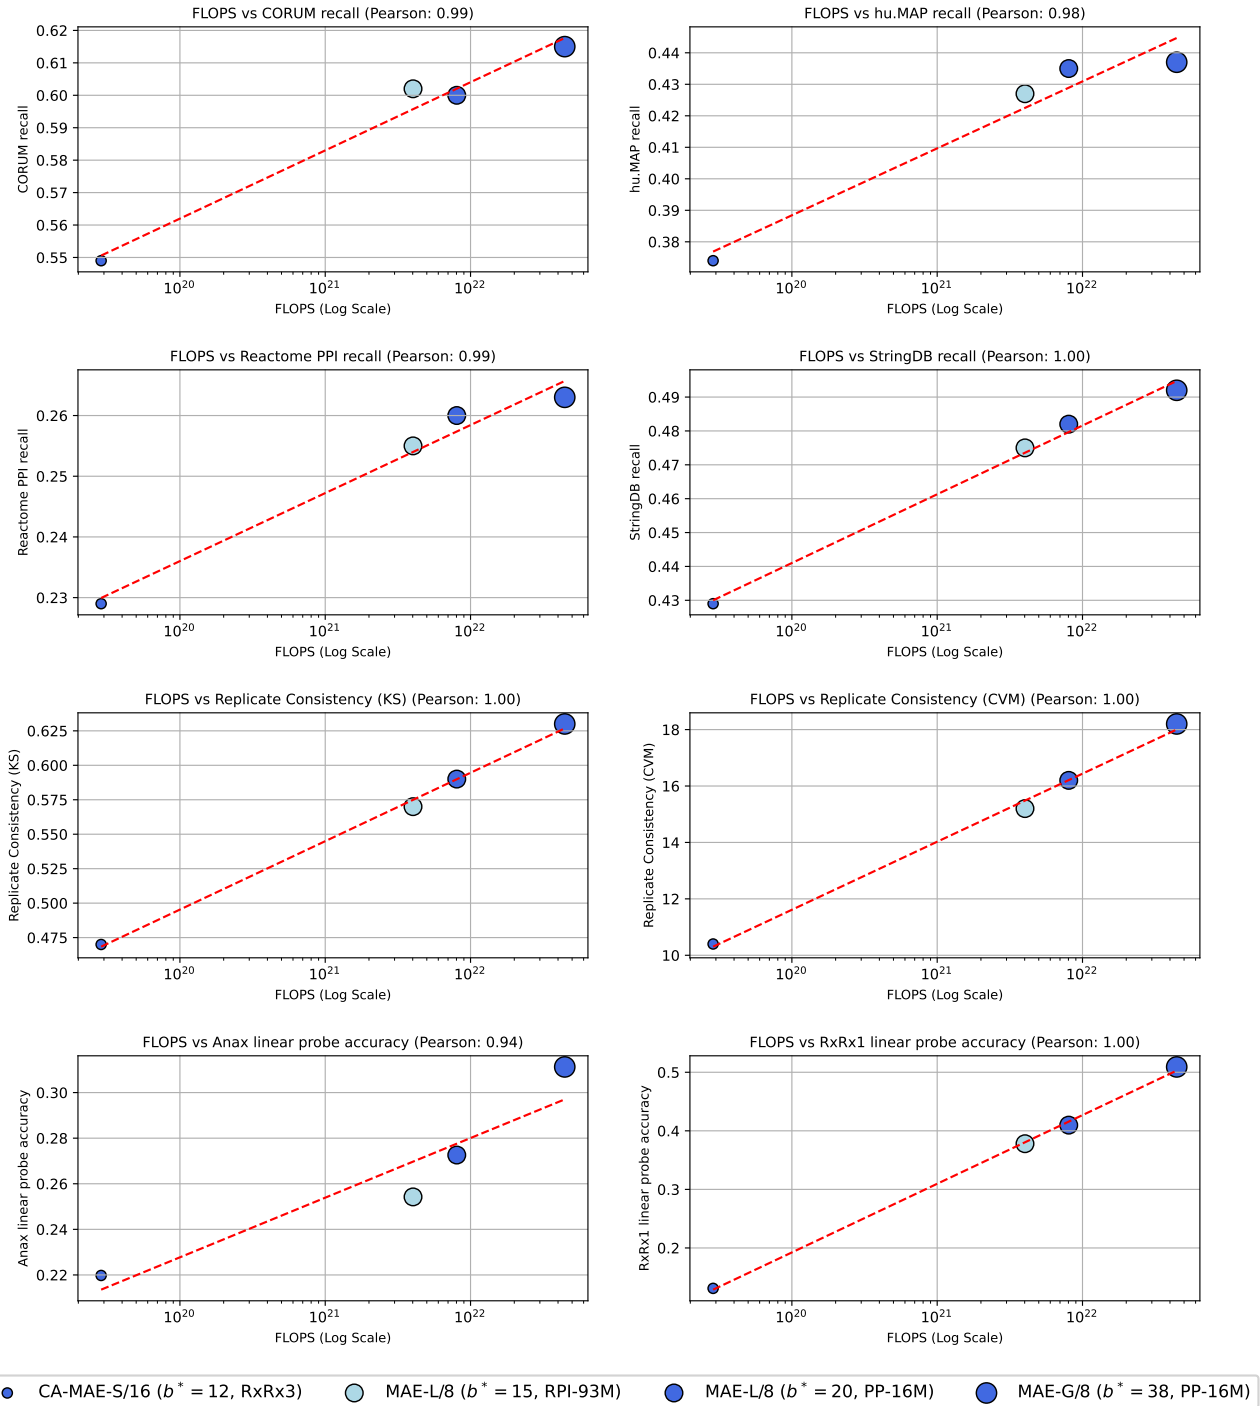 FLOPS vs CORUM recall (Pearson: 0.99)
CORUM recall
0.62
0.61
0.60
0.59
0.58
0.57
0.56
0.55
10^20
10^21
10^22
FLOPS (Log Scale)
FLOPS vs hu.MAP recall (Pearson: 0.98)
hu.MAP recall
0.44
0.43
0.42
0.41
0.40
0.39
0.38
10^20
10^21
10^22
FLOPS (Log Scale)
FLOPS vs Reactome PPI recall (Pearson: 0.99)
Reactome PPI recall
0.26
0.25
0.24
0.23
10^20
10^21
10^22
FLOPS (Log Scale)
FLOPS vs StringDB recall (Pearson: 1.00)
StringDB recall
0.49
0.48
0.47
0.46
0.45
0.44
0.43
10^20
10^21
10^22
FLOPS (Log Scale)
FLOPS vs Replicate Consistency (KS) (Pearson: 1.00)
Replicate Consistency (KS)
0.625
0.600
0.575
0.550
0.525
0.500
0.475
10^20
10^21
10^22
FLOPS (Log Scale)
FLOPS vs Replicate Consistency (CVM) (Pearson: 1.00)
Replicate Consistency (CVM)
18
16
14
12
10
10^20
10^21
10^22
FLOPS (Log Scale)
FLOPS vs Anax linear probe accuracy (Pearson: 0.94)
Anax linear probe accuracy
0.30
0.28
0.26
0.24
0.22
10^20
10^21
10^22
FLOPS (Log Scale)
FLOPS vs RxRx1 linear probe accuracy (Pearson: 1.00)
RxRx1 linear probe accuracy
0.5
0.4
0.3
0.2
10^20
10^21
10^22
FLOPS (Log Scale)
CA-MAE-S/16 (b* = 12, RxRx3)
MAE-L/8 (b* = 15, RPI-93M)
MAE-L/8 (b* = 20, PP-16M)
MAE-G/8 (b* = 38, PP-16M)